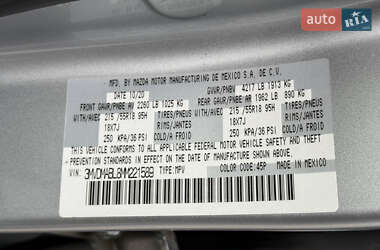 auto RIA.com
MFD. BY MAZDA MOTOR MANUFACTURING DE MEXICO S.A. DE C.V.
DATE 10/20 GVWR/PNBV 4217 LB 1913 KG
FRONT GAWR/PNBE AV 2260 LB 1025 KG REAR GAWR/PNBE AR 1962 LB 890 KG
WITH/AVEC 215/55R18 95H TIRES/PNEUS WITH/AVEC 215/55R18 95H TIRES/PNEUS
18X7J RIMS/JANTES 18X7J RIMS/JANTES
250 KPA/36 PSI COLD/A FROID 250 KPA/36 PSI COLD/A FROID
THIS VEHICLE CONFORMS TO ALL APPLICABLE FEDERAL MOTOR VEHICLE SAFETY, BUMPER, AND THEFT
PREVENTION STANDARDS IN EFFECT ON THE DATE OF MANUFACTURE SHOWN ABOVE.
VIN: TYPE:MPV COLOR CODE:45P MADE IN MEXICO